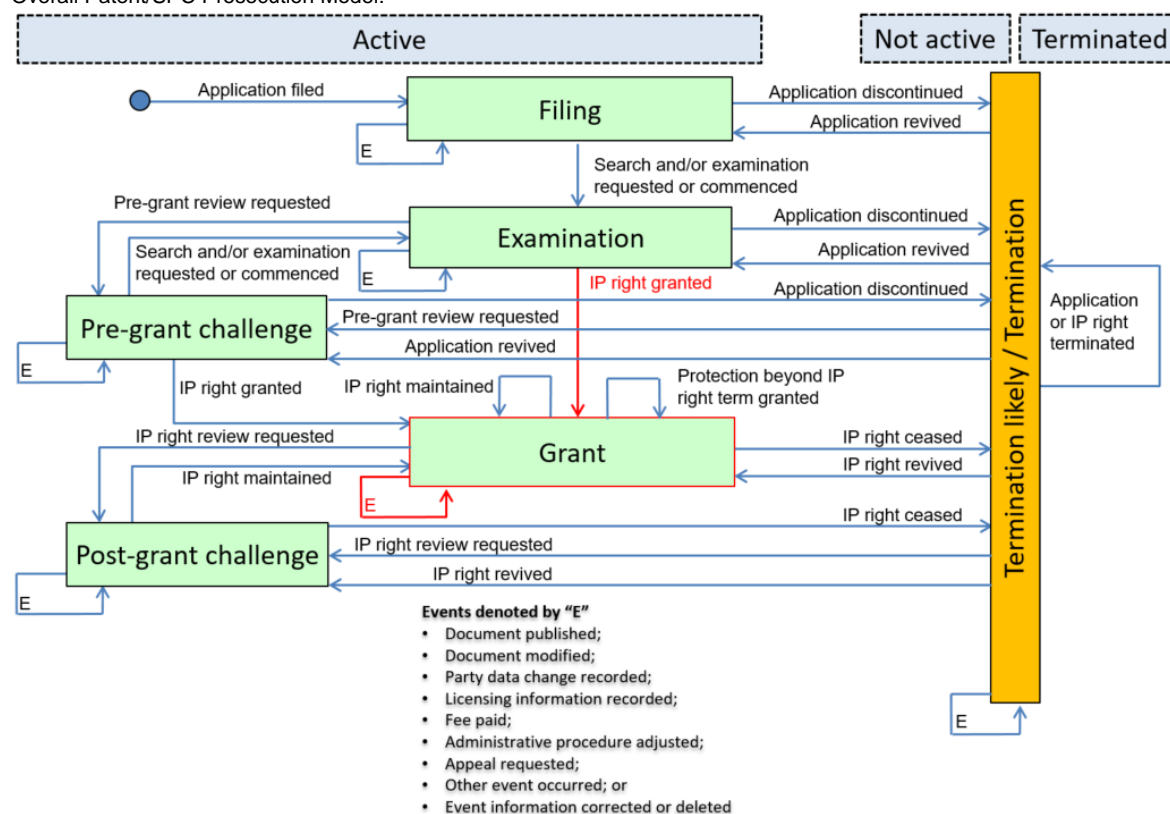 Overall Patent/SPC Prosecution Model:
Active
Not active
Terminated
Application filed
Filing
Application discontinued
Application revived
E
Search and/or examination
requested or commenced
Pre-grant review requested
Examination
Application discontinued
Search and/or examination
requested or commenced
E
Application revived
IP right granted
Application discontinued
Pre-grant challenge
Pre-grant review requested
Application
or IP right
terminated
E
Application revived
IP right granted
IP right maintained
Protection beyond IP
right term granted
IP right review requested
Grant
IP right ceased
IP right revived
IP right maintained
E
IP right ceased
Post-grant challenge
IP right review requested
IP right revived
E
Termination likely / Termination
Events denoted by “E”
• Document published;
• Document modified;
• Party data change recorded;
• Licensing information recorded;
• Fee paid;
• Administrative procedure adjusted;
• Appeal requested;
• Other event occurred; or
• Event information corrected or deleted
E